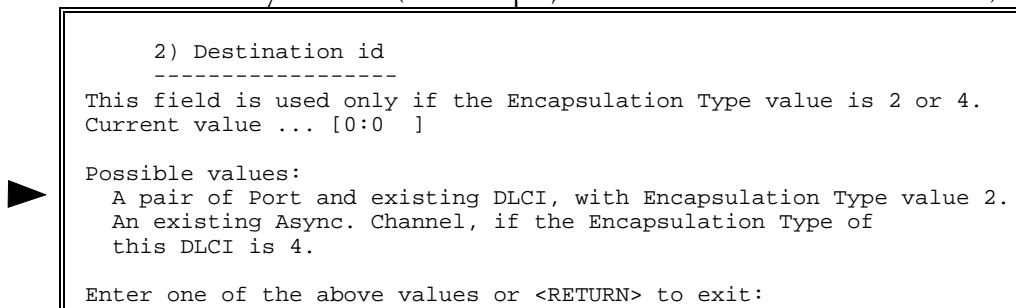 2) Destination id
------------------
This field is used only if the Encapsulation Type value is 2 or 4.
Current value ... [0:0  ]
Possible values:
A pair of Port and existing DLCI, with Encapsulation Type value 2.
An existing Async. Channel, if the Encapsulation Type of
this DLCI is 4.
Enter one of the above values or <RETURN> to exit: